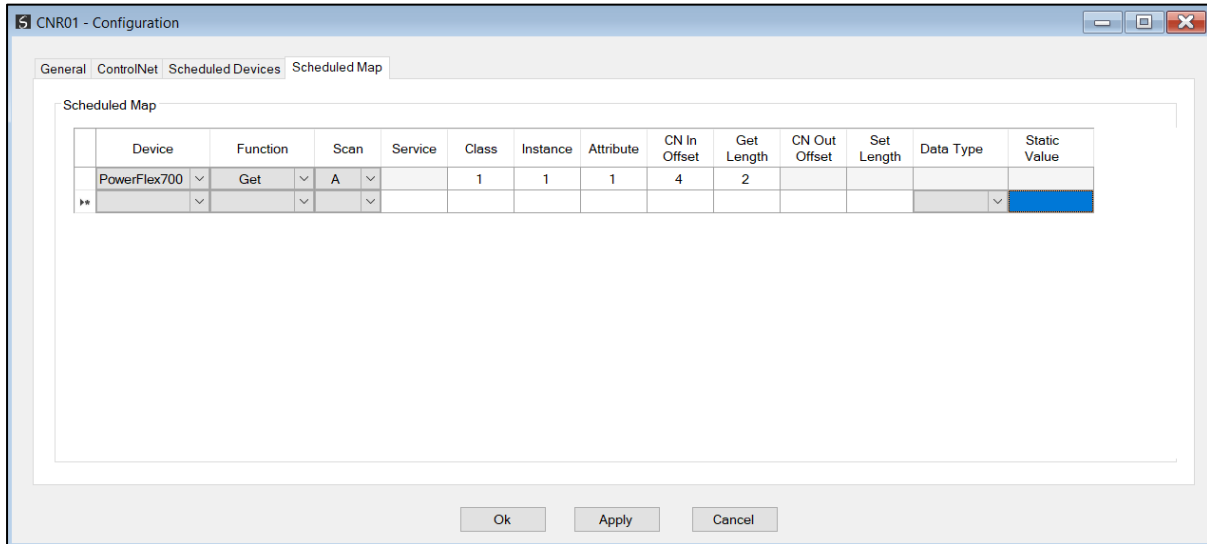 CNR01 - Configuration
General ControlNet Scheduled Devices Scheduled Map
Scheduled Map
Device Function Scan Service Class Instance Attribute CN In Offset Get Length CN Out Offset Set Length Data Type Static Value
PowerFlex700 Get A 1 1 1 4 2
Ok Apply Cancel